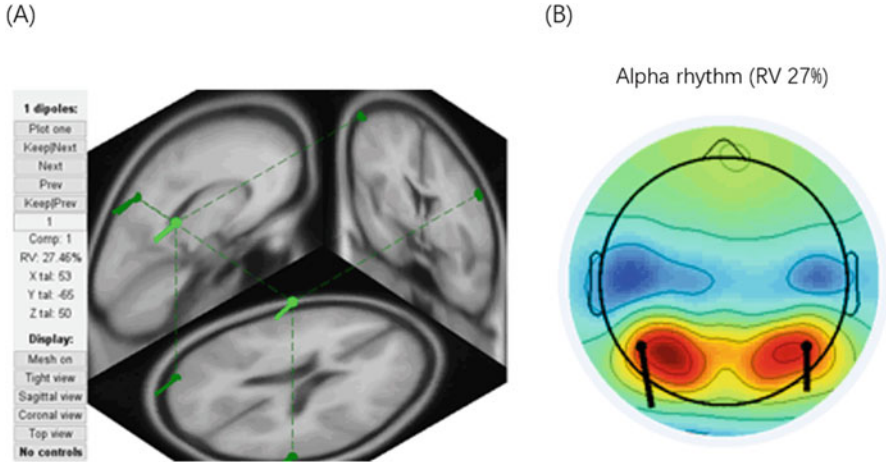 (A)
(B)
Alpha rhythm (RV 27%)
1 dipoles:
Plot one
Keep|Next
Next
Prev
Keep|Prev
1
Comp: 1
RV: 27.46%
X tal: 53
Y tal: -65
Z tal: 50
Display:
Mesh on
Tight view
Sagittal view
Coronal view
Top view
No controls